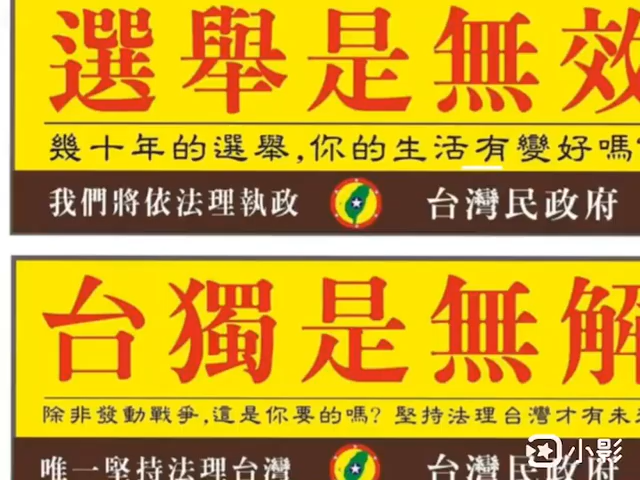 選舉是無效
幾十年的選舉,你的生活有變好嗎?
我們將依法理執政 台灣民政府
台獨是無解
除非發動戰爭,這是你要的嗎? 堅持法理台灣才有未來
唯一堅持法理台灣 台灣民政府
小影